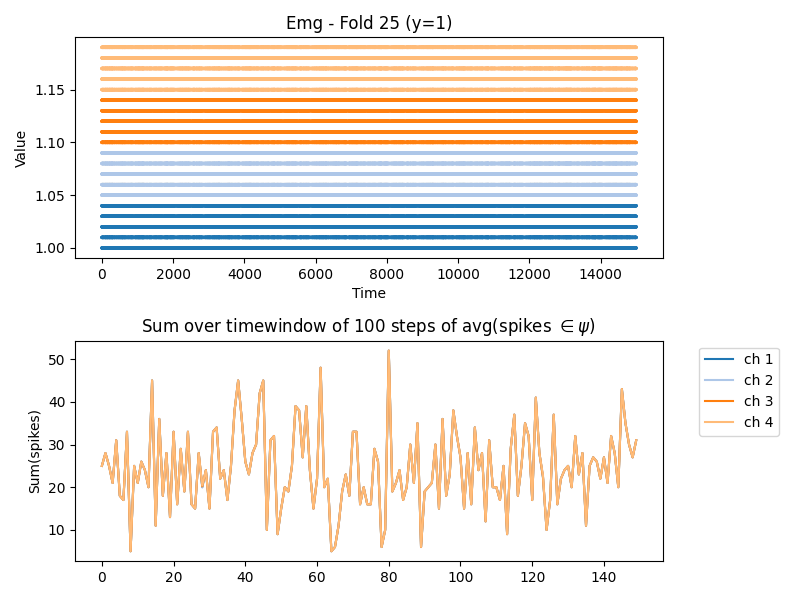 Emg - Fold 25 (y=1)
Value
1.15
1.10
1.05
1.00
0 2000 4000 6000 8000 10000 12000 14000
Time
Sum over timewindow of 100 steps of avg(spikes ∈ψ)
Sum(spikes)
50
40
30
20
10
0 20 40 60 80 100 120 140
ch 1
ch 2
ch 3
ch 4